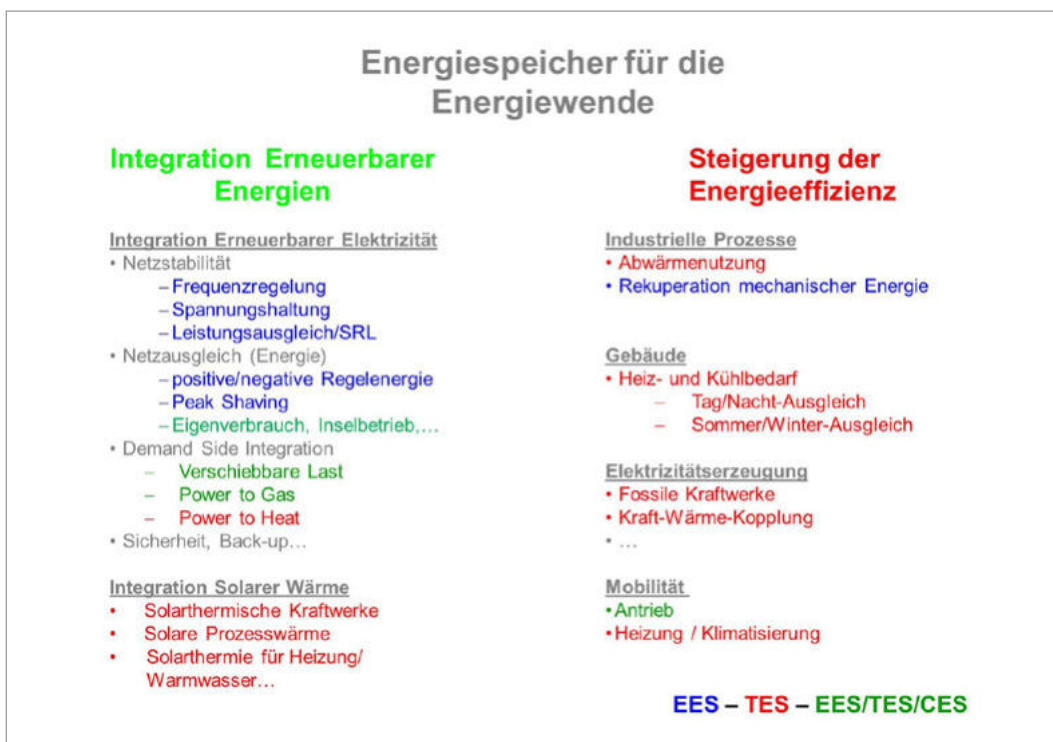 Energiespeicher für die
Energiewende
Integration Erneuerbarer
Energien
Integration Erneuerbarer Elektrizität
• Netzstabilität
– Frequenzregelung
– Spannungshaltung
– Leistungsausgleich/SRL
• Netzausgleich (Energie)
– positive/negative Regelenergie
– Peak Shaving
– Eigenverbrauch, Inselbetrieb,…
• Demand Side Integration
– Verschiebbare Last
– Power to Gas
– Power to Heat
• Sicherheit, Back-up…
Integration Solarer Wärme
• Solarthermische Kraftwerke
• Solare Prozesswärme
• Solarthermie für Heizung/
Warmwasser…
Steigerung der
Energieeffizienz
Industrielle Prozesse
• Abwärmenutzung
• Rekuperation mechanischer Energie
Gebäude
• Heiz- und Kühlbedarf
– Tag/Nacht-Ausgleich
– Sommer/Winter-Ausgleich
Elektrizitätserzeugung
• Fossile Kraftwerke
• Kraft-Wärme-Kopplung
• …
Mobilität
• Antrieb
• Heizung / Klimatisierung
EES – TES – EES/TES/CES